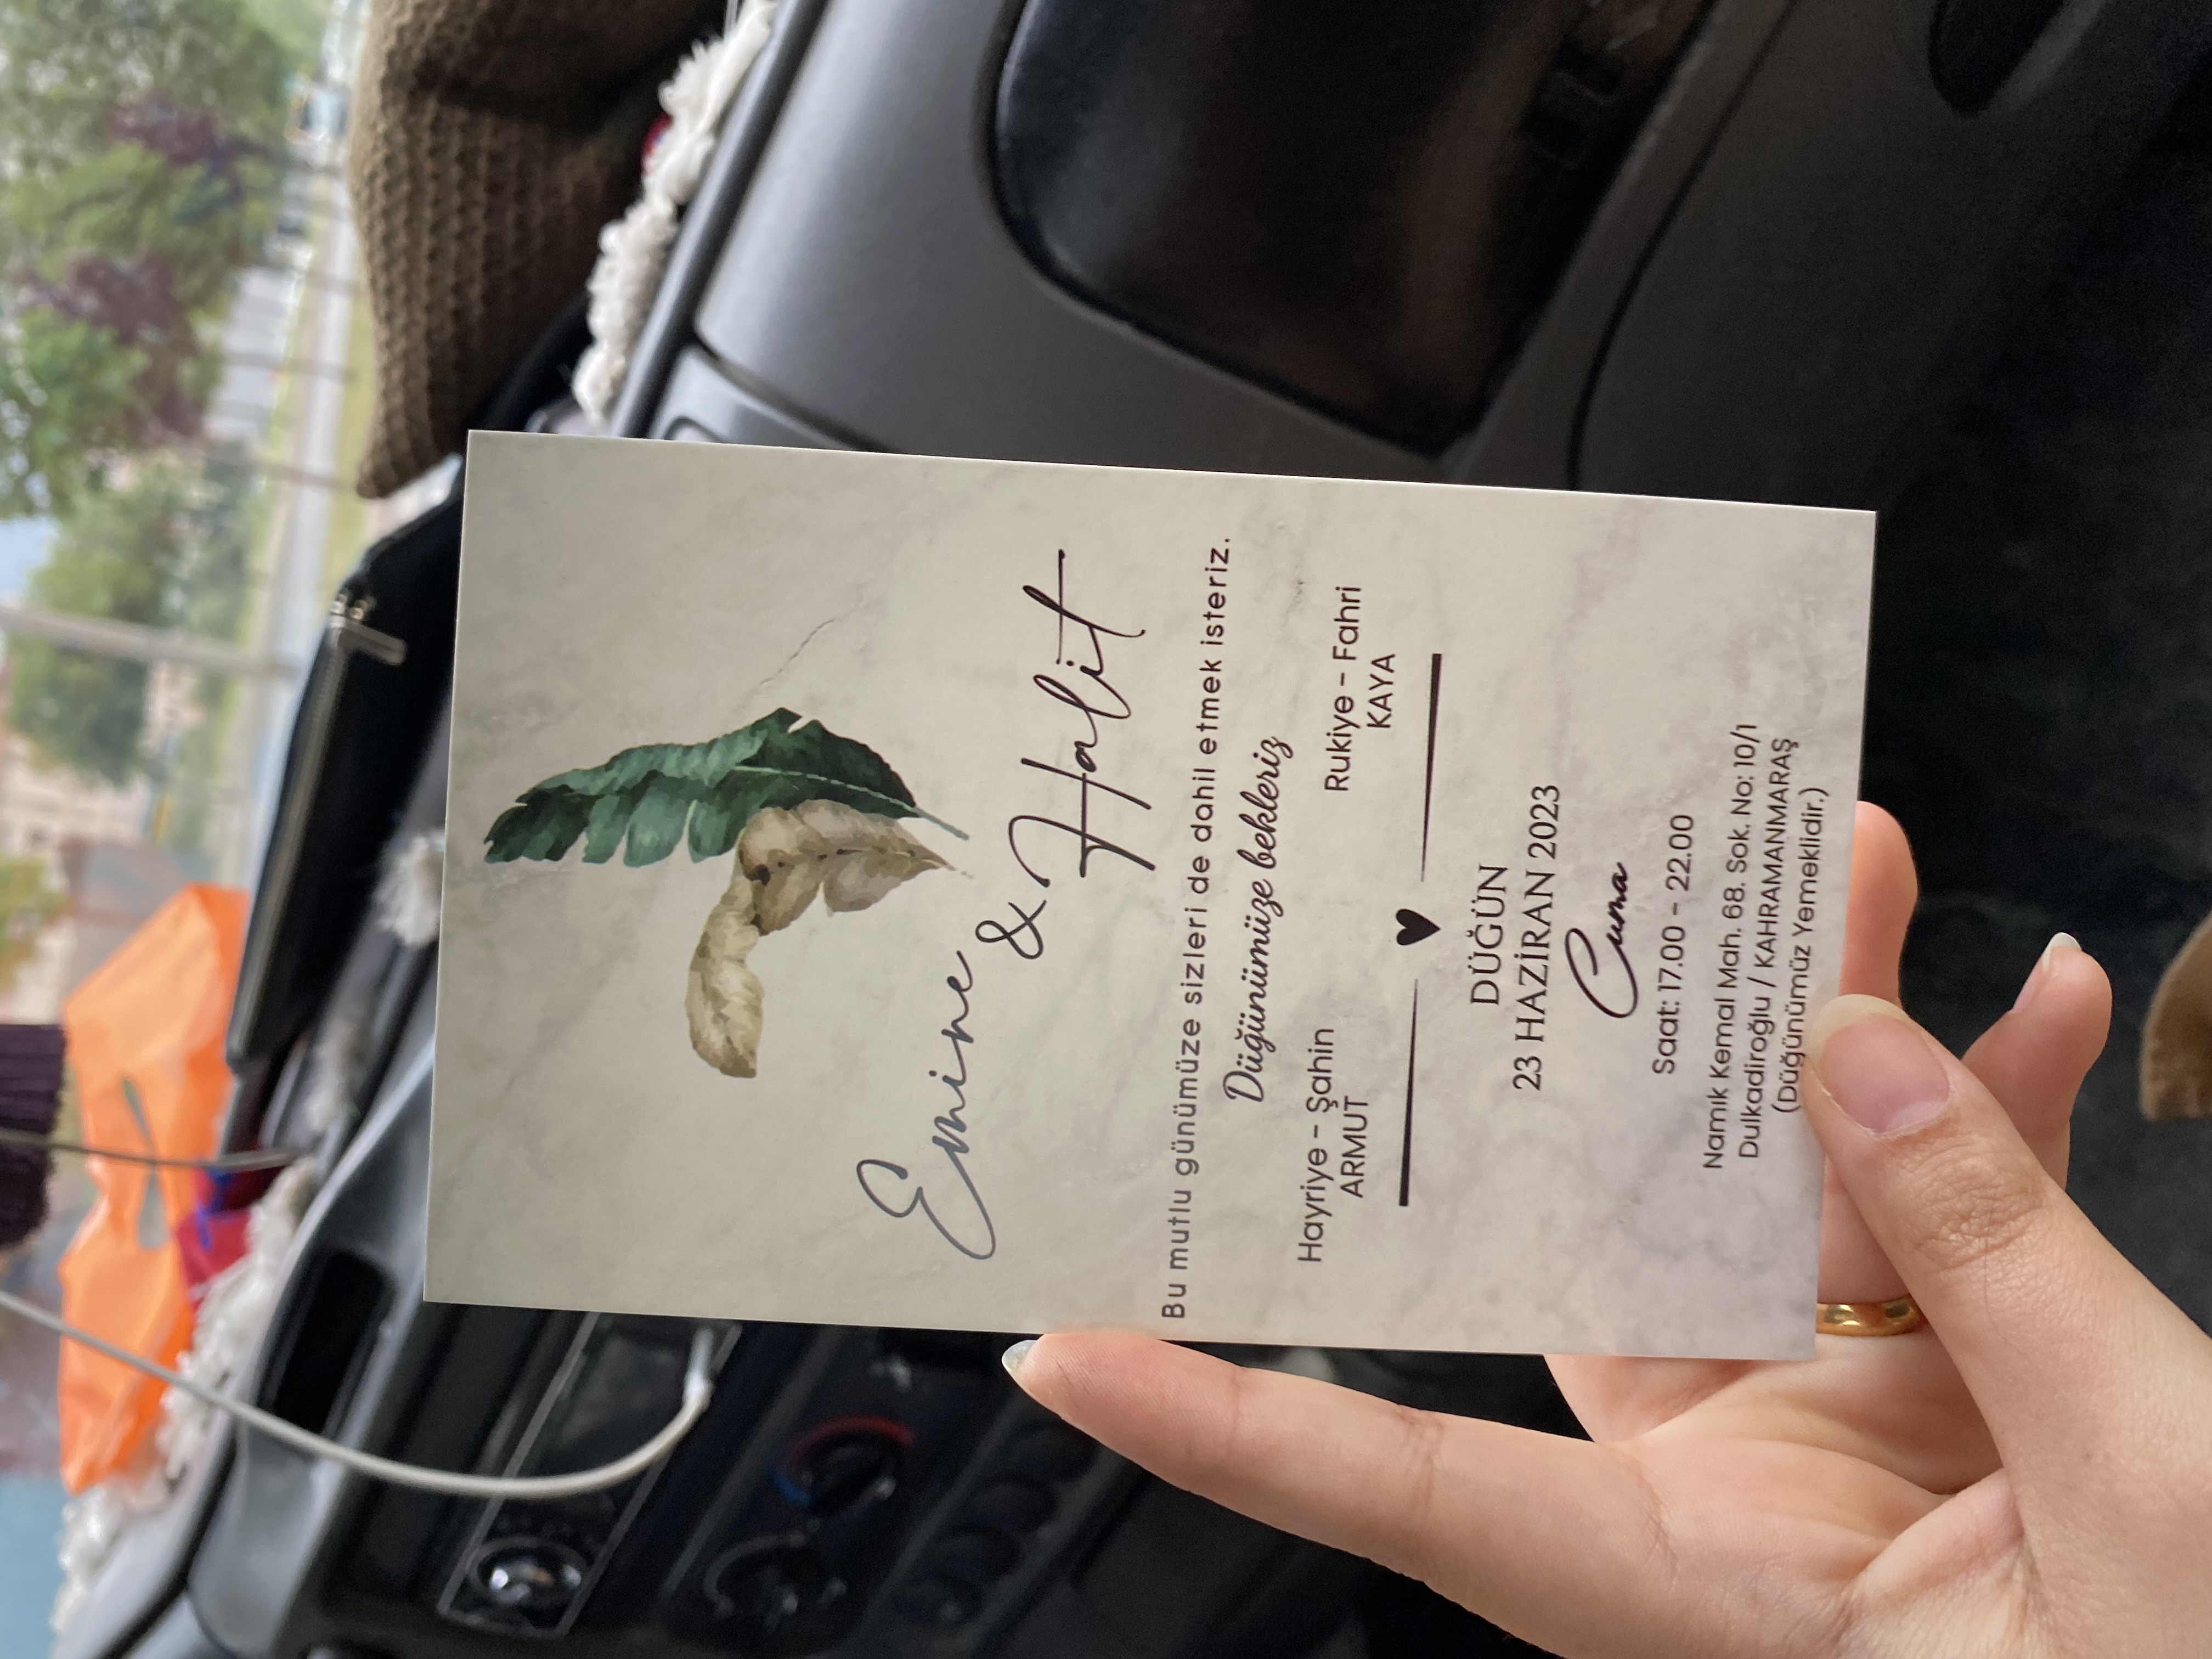 Emine & Halit
Bu mutlu günümüze sizleri de dahil etmek isteriz.
Düğünümüze bekleriz
Hayriye - Şahin
ARMUT
Rukiye - Fahri
KAYA
DÜĞÜN
23 HAZİRAN 2023
Cuma
Saat: 17.00 - 22.00
Namık Kemal Mah. 68. Sok. No: 10/1
Dulkadiroğlu / KAHRAMANMARAŞ
(Düğünümüz Yemeklidir.)